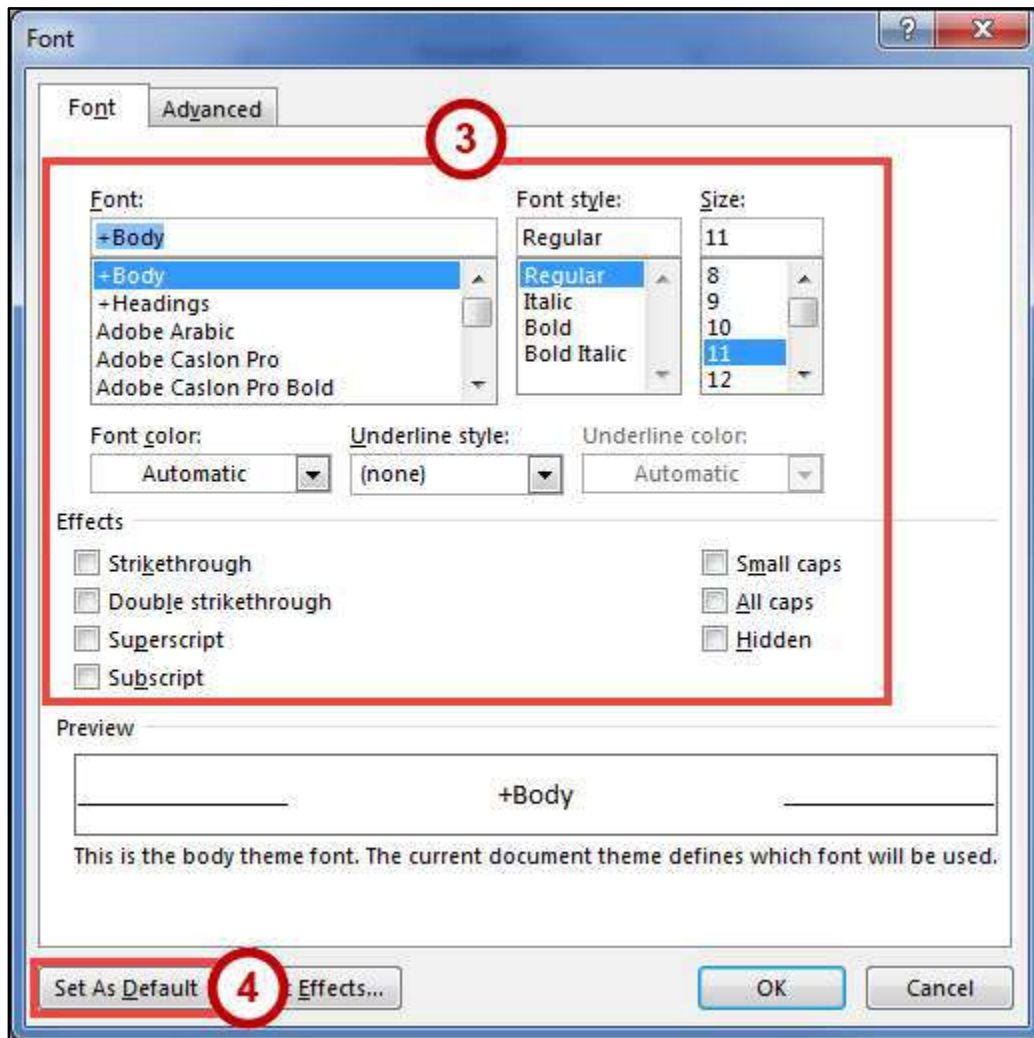 Font ? X
Font Advanced
3
Font: Font style: Size:
+Body Regular 11
+Body Regular 8
+Headings Italic 9
Adobe Arabic Bold 10
Adobe Caslon Pro Bold Italic 11
Adobe Caslon Pro Bold 12
Font color: Underline style: Underline color:
Automatic (none) Automatic
Effects
Strikethrough Small caps
Double strikethrough All caps
Superscript Hidden
Subscript
Preview
+Body
This is the body theme font. The current document theme defines which font will be used.
Set As Default 4 Effects... OK Cancel